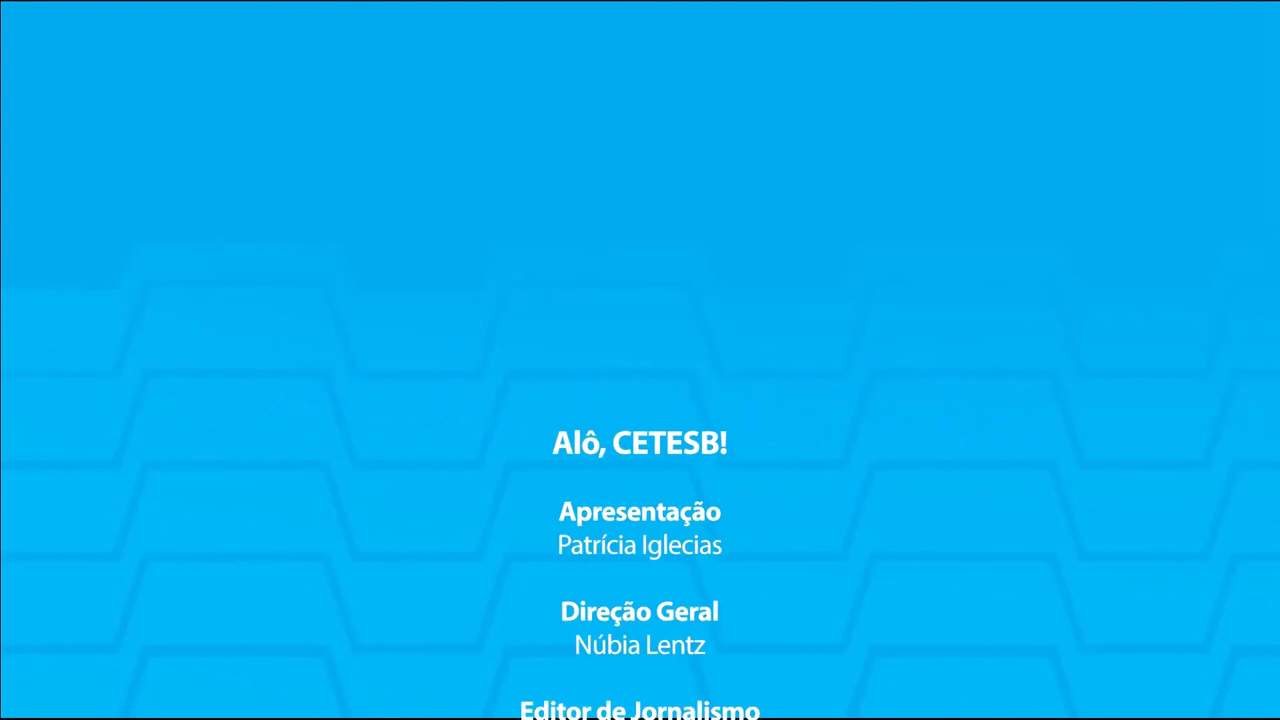 Alô, CETESB!
Apresentação
Patrícia Iglecias
Direção Geral
Núbia Lentz
Editor de Jornalismo